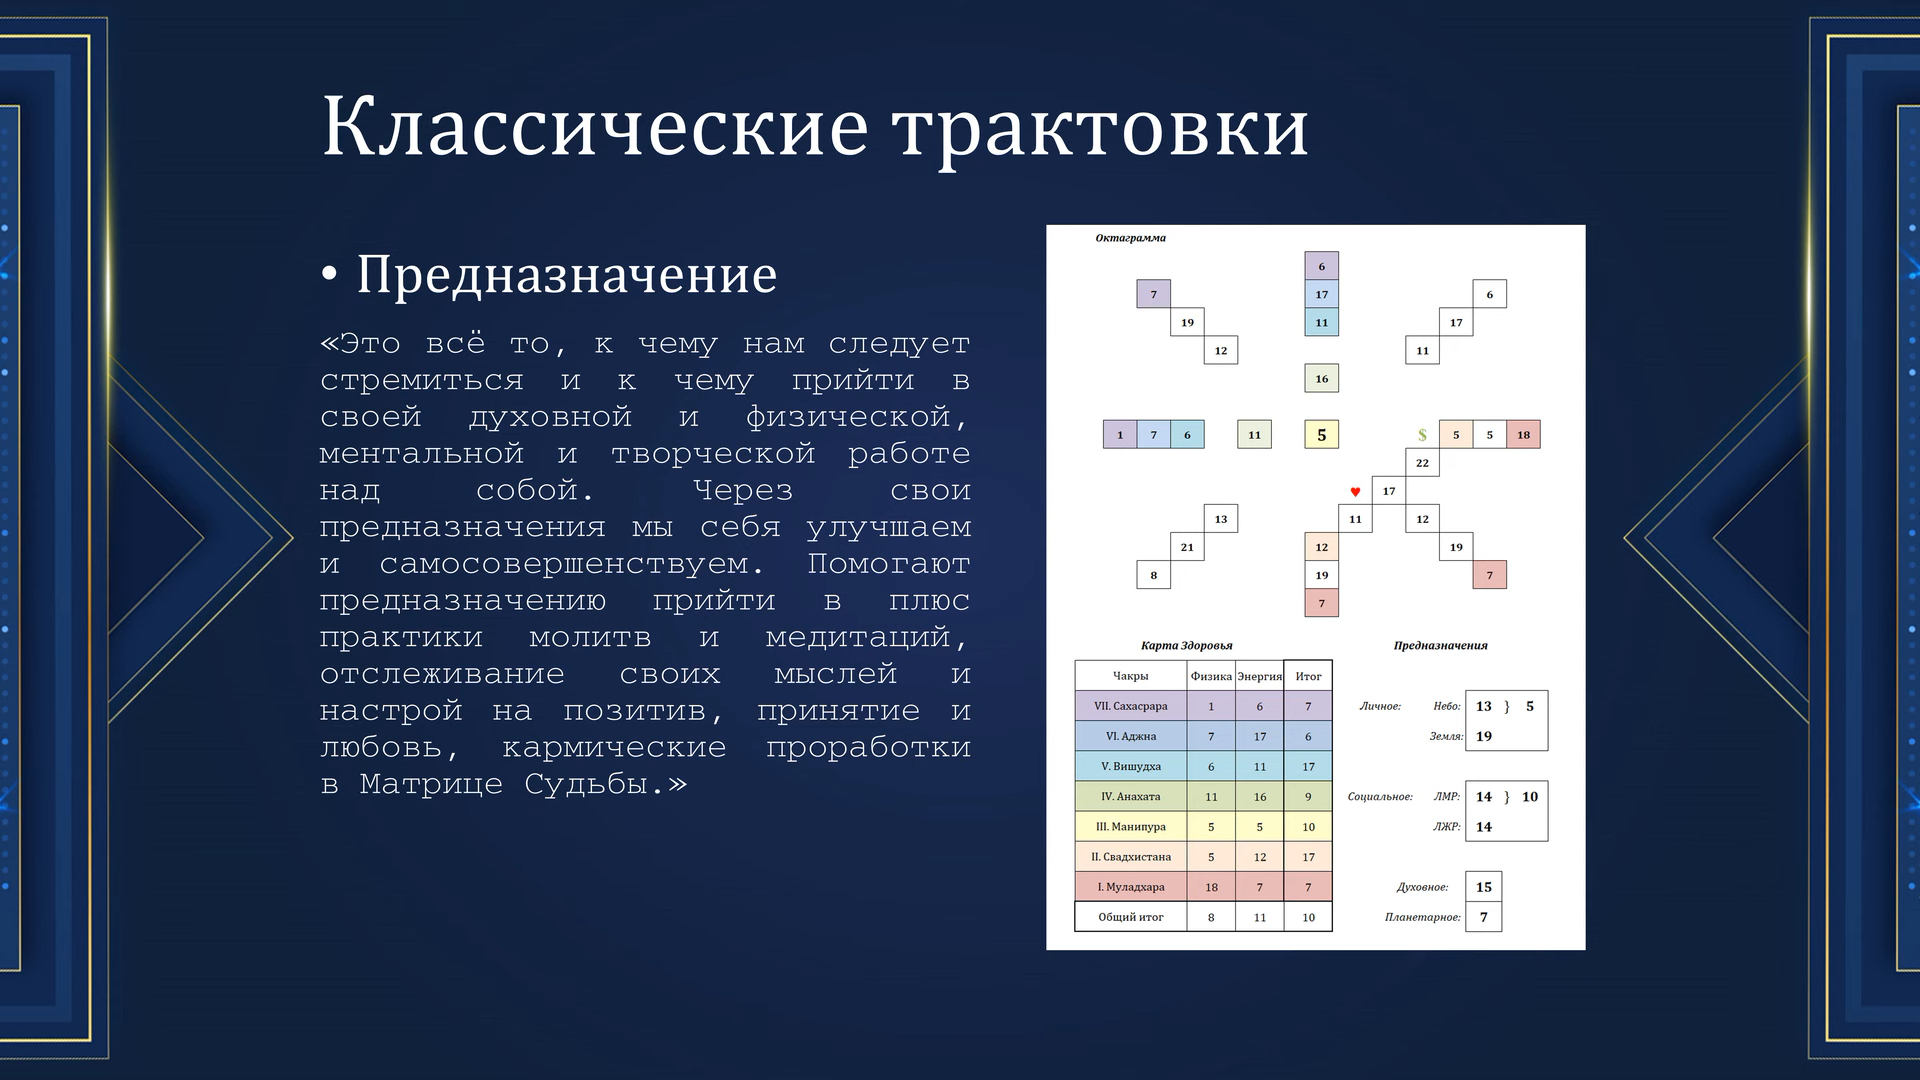 Классические трактовки
• Предназначение
«Это всё то, к чему нам следует
стремиться и к чему прийти в
своей духовной и физической,
ментальной и творческой работе
над собой. Через свои
предназначения мы себя улучшаем
и самосовершенствуем. Помогают
предназначению прийти в плюс
практики молитв и медитаций,
отслеживание своих мыслей и
настрой на позитив, принятие и
любовь, кармические проработки
в Матрице Судьбы.»
Октаграмма
6
7 17 6
19 11 17
12 11
16
1 7 6 11 5 $ 5 5 18
22
♥ 17
13 11 12
21 12 19
8 19 7
7
Карта Здоровья
Чакры Физика Энергия Итог
VII. Сахасрара 1 6 7
VI. Аджна 7 17 6
V. Вишудха 6 11 17
IV. Анахата 11 16 9
III. Манипура 5 5 10
II. Свадхистана 5 12 17
I. Муладхара 18 7 7
Общий итог 8 11 10
Предназначения
Личное: Небо: 13 } 5
Земля: 19
Социальное: ЛМР: 14 } 10
ЛЖР: 14
Духовное: 15
Планетарное: 7